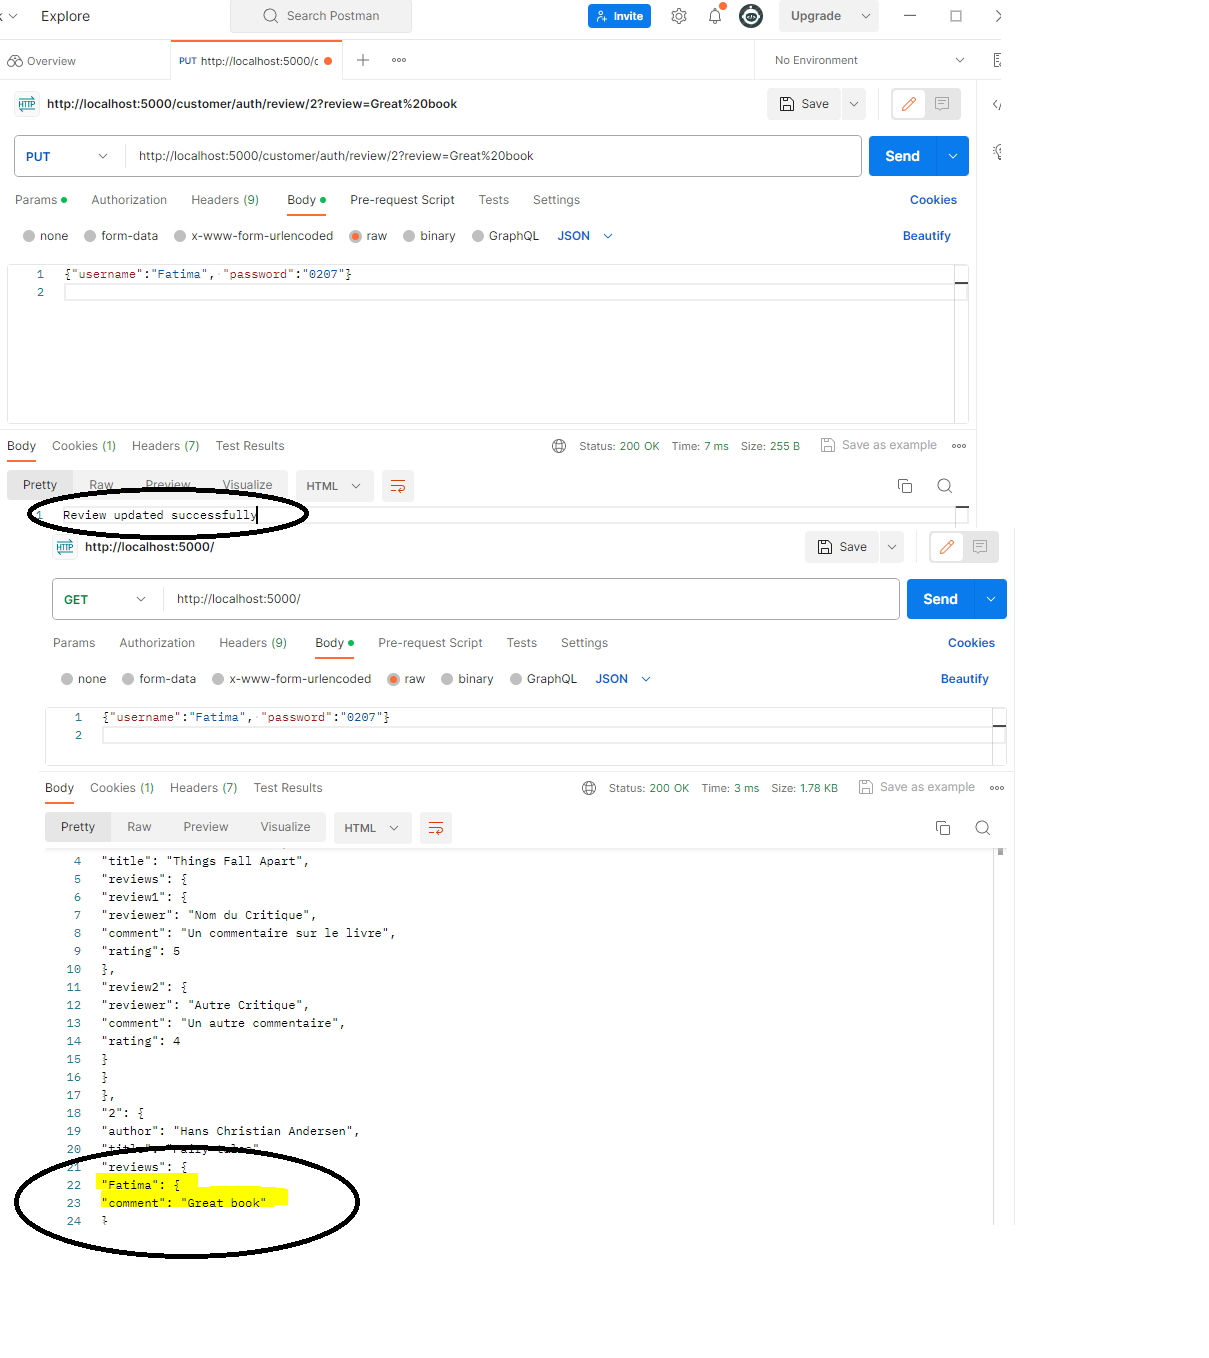 Explore
Search Postman
Invite
Upgrade
Overview
PUT http://localhost:5000/c
No Environment
HTTP http://localhost:5000/customer/auth/review/2?review=Great%20book
Save
PUT http://localhost:5000/customer/auth/review/2?review=Great%20book
Send
Params Authorization Headers (9) Body Pre-request Script Tests Settings Cookies
none form-data x-www-form-urlencoded raw binary GraphQL JSON Beautify
1 {"username":"Fatima", "password":"0207"}
2
Body Cookies (1) Headers (7) Test Results Status: 200 OK Time: 7 ms Size: 255 B Save as example
Pretty Raw Preview Visualize HTML
1 Review updated successfully
HTTP http://localhost:5000/
Save
GET http://localhost:5000/
Send
Params Authorization Headers (9) Body Pre-request Script Tests Settings Cookies
none form-data x-www-form-urlencoded raw binary GraphQL JSON Beautify
1 {"username":"Fatima", "password":"0207"}
2
Body Cookies (1) Headers (7) Test Results Status: 200 OK Time: 3 ms Size: 1.78 KB Save as example
Pretty Raw Preview Visualize HTML
4 "title": "Things Fall Apart",
5 "reviews": {
6 "review1": {
7 "reviewer": "Nom du Critique",
8 "comment": "Un commentaire sur le livre",
9 "rating": 5
10 },
11 "review2": {
12 "reviewer": "Autre Critique",
13 "comment": "Un autre commentaire",
14 "rating": 4
15 }
16 }
17 },
18 "2": {
19 "author": "Hans Christian Andersen",
20 "title": "Fairy tales"
21 "reviews": {
22 "Fatima": {
23 "comment": "Great book"
24 }